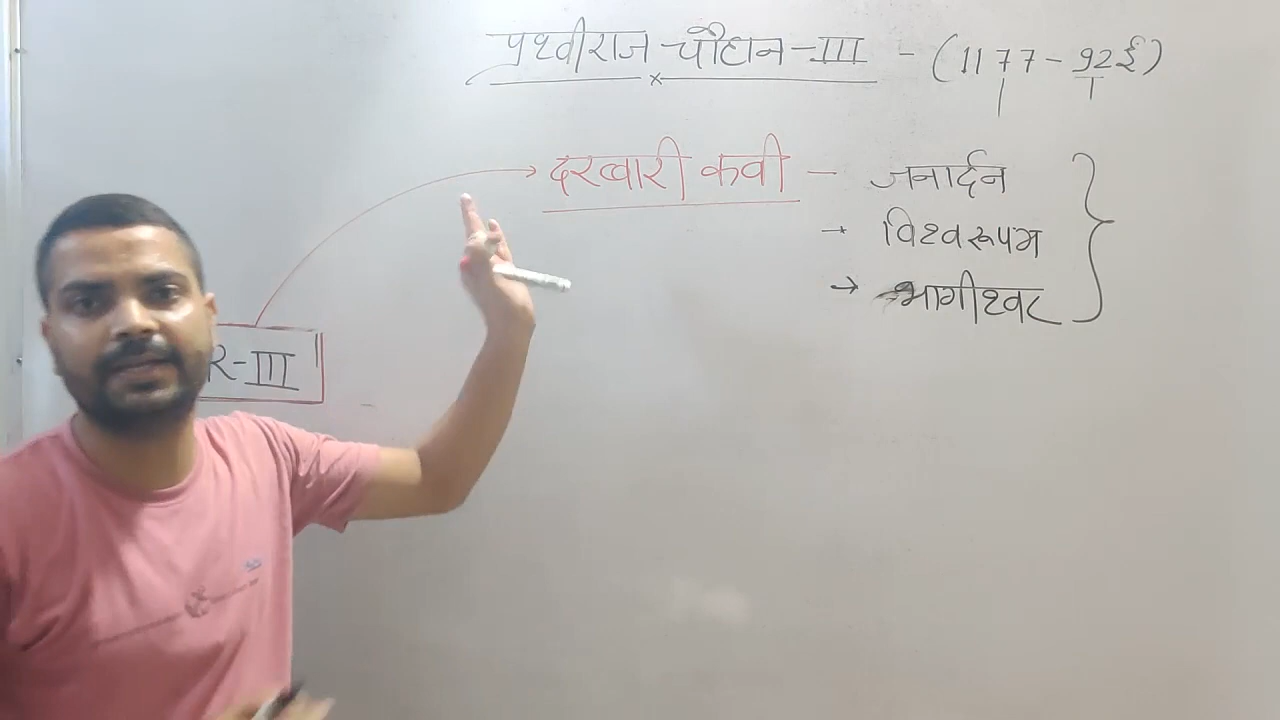 पृथ्वीराज चौहान-III - (1177-92ई)
दरबारी कवी - जनार्दन
→ विश्वरूपम
→ भागीश्वर
R-III